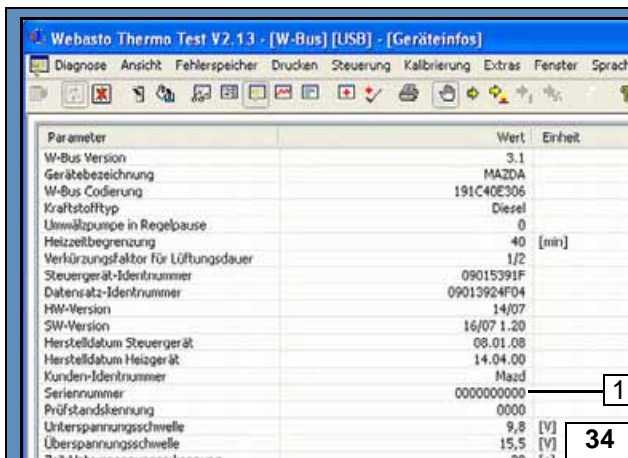 Webasto Thermo Test V2.13 - [W-Bus] [USB] - [Geräteinfos]
Diagnose Ansicht Fehlerspeicher Drucken Steuerung Kalibrierung Extras Fenster Sprach
Parameter Wert Einheit
W-Bus Version 3.1
Gerätebezeichnung MAZDA
W-Bus Codierung 191C40E306
Kraftstofftyp Diesel
Umwälzpumpe in Regelpause 0
Heizzeitbegrenzung 40 [min]
Verkürzungsfaktor für Lüftungsdauer 1/2
Steuergerät-Identnummer 09015391F
Datensatz-Identnummer 09013924F04
HW-Version 14/07
SW-Version 16/07 1.20
Herstelldatum Steuergerät 08.01.08
Herstelldatum Heizgerät 14.04.00
Kunden-Identnummer Mazd
Seriennummer 0000000000 1
Prüfstandskennung 0000
Unterspannungsschwelle 9,8 [V]
Überspannungsschwelle 15,5 [V]
34